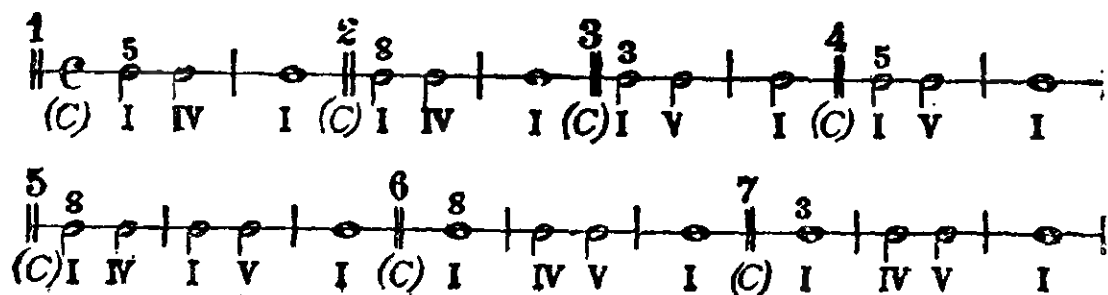 1 5 2 8 3 3 4 5
(C) I IV I (C) I IV I (C) I V I (C) I V I
5 8 6 8 7 3
(C) I IV I V I (C) I IV V I (C) I IV V I